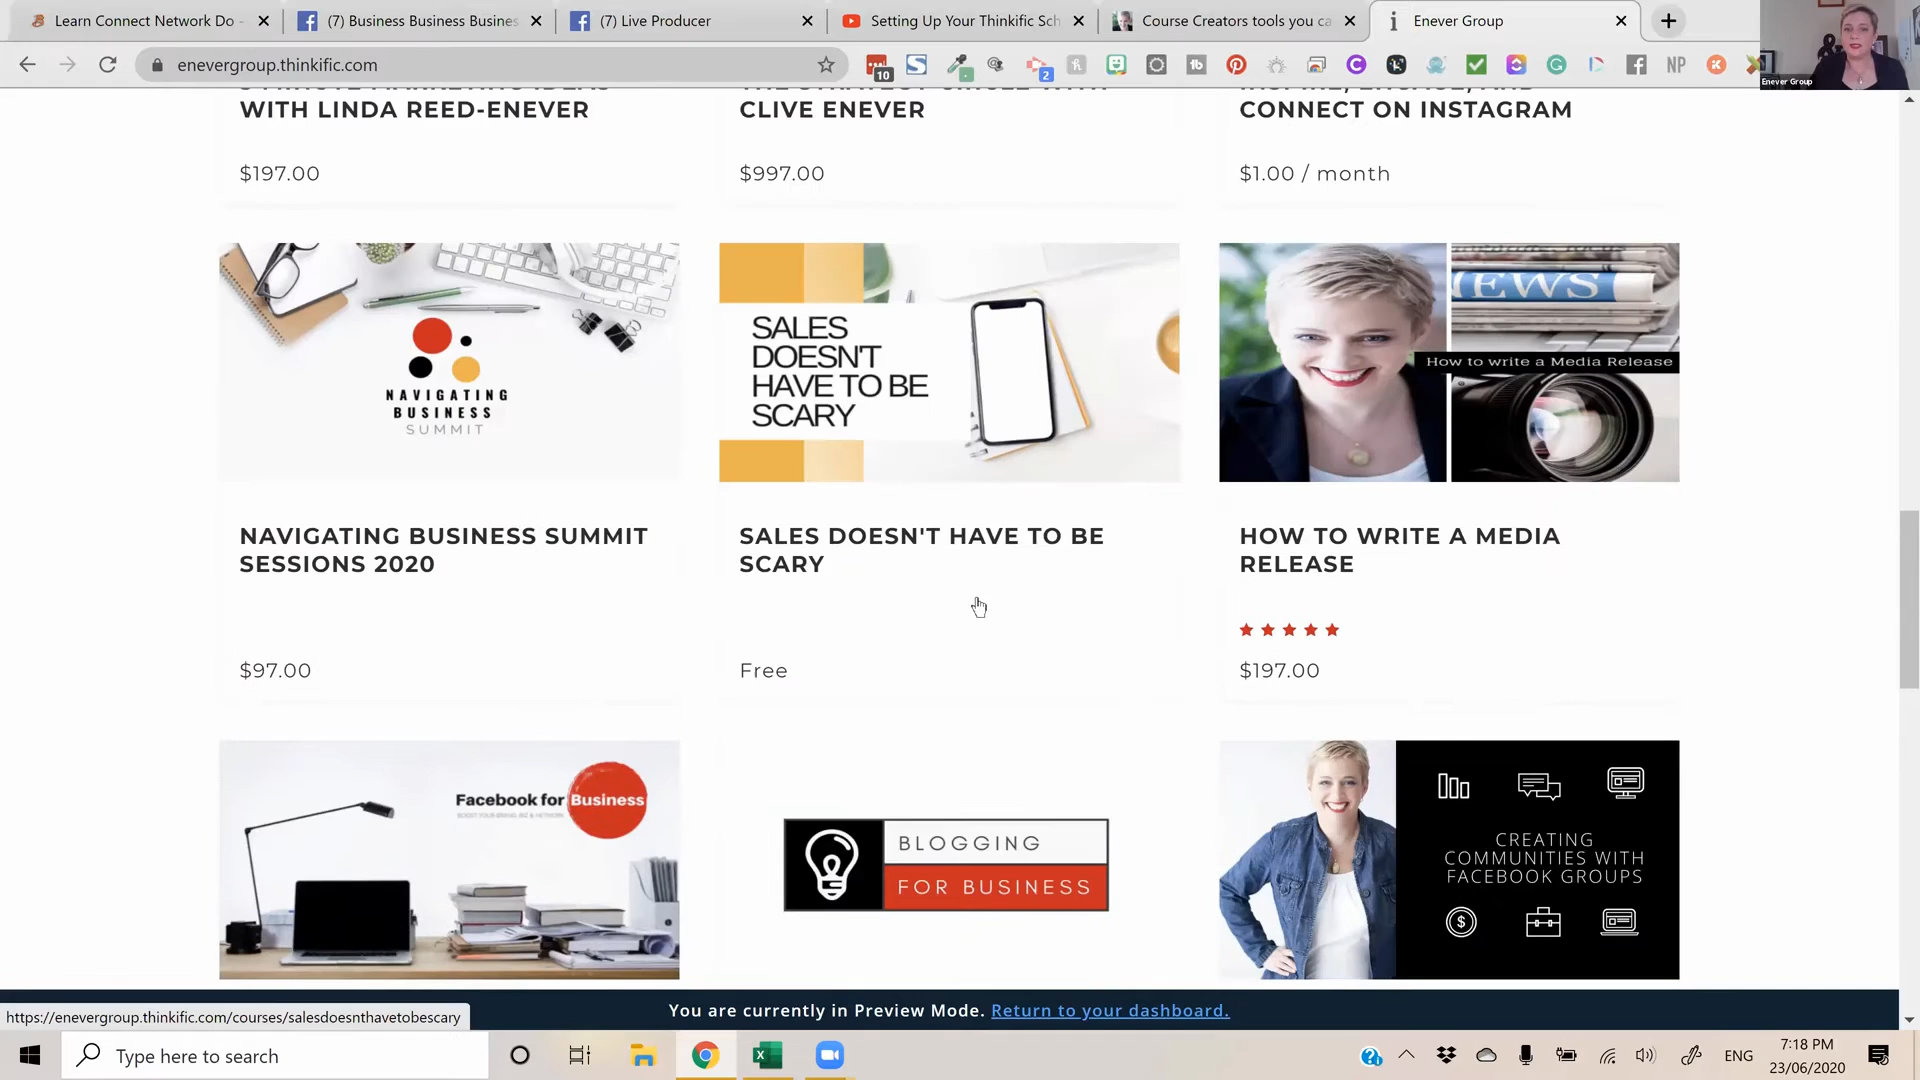 Learn Connect Network Do -
(7) Business Business Busines
(7) Live Producer
Setting Up Your Thinkific Sch
Course Creators tools you ca
Enever Group
enevergroup.thinkific.com
10
2
tb
NP
Enever Group
WITH LINDA REED-ENEVER
CLIVE ENEVER
CONNECT ON INSTAGRAM
$197.00
$997.00
$1.00 / month
NAVIGATING
BUSINESS
SUMMIT
SALES
DOESN'T
HAVE TO BE
SCARY
EWS
How to write a Media Release
NAVIGATING BUSINESS SUMMIT
SESSIONS 2020
SALES DOESN'T HAVE TO BE
SCARY
HOW TO WRITE A MEDIA
RELEASE
$97.00
Free
$197.00
Facebook for Business
BLOGGING
FOR BUSINESS
CREATING
COMMUNITIES WITH
FACEBOOK GROUPS
You are currently in Preview Mode. Return to your dashboard.
https://enevergroup.thinkific.com/courses/salesdoesnthavetobescary
Type here to search
ENG
7:18 PM
23/06/2020